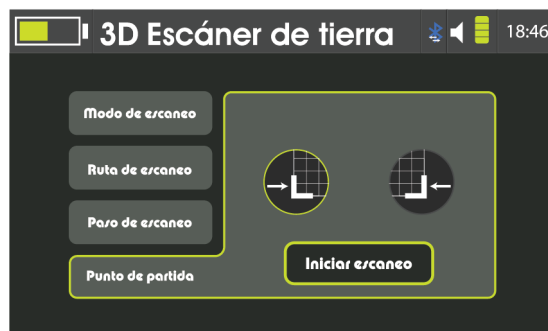 3D Escáner de tierra
18:46
Modo de escaneo
Ruta de escaneo
Paso de escaneo
Punto de partida
Iniciar escaneo